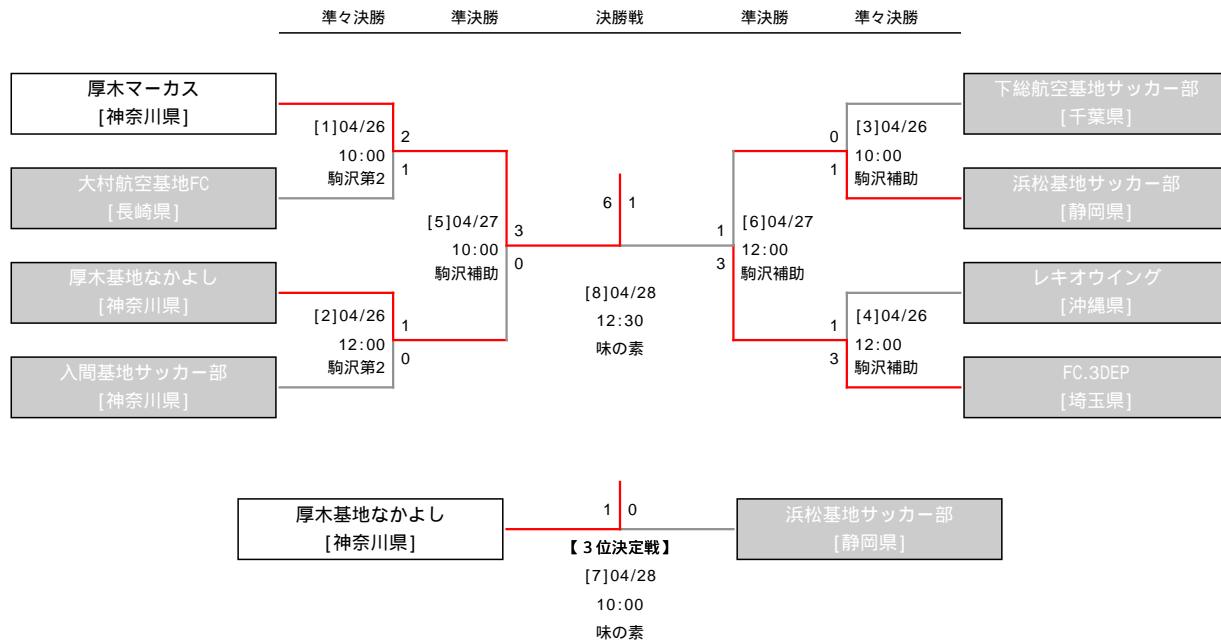 準々決勝 準決勝 決勝戦 準決勝 準々決勝
厚木マーカス
[神奈川県]
大村航空基地FC
[長崎県]
厚木基地なかよし
[神奈川県]
入間基地サッカー部
[神奈川県]
[1]04/26
10:00
駒沢第2
2
1
[2]04/26
12:00
駒沢第2
1
0
[5]04/27
10:00
駒沢補助
3
0
6 1
[8]04/28
12:30
味の素
1
3
[6]04/27
12:00
駒沢補助
0
1
[3]04/26
10:00
駒沢補助
1
3
[4]04/26
12:00
駒沢補助
下総航空基地サッカー部
[千葉県]
浜松基地サッカー部
[静岡県]
レキオウイング
[沖縄県]
FC.3DEP
[埼玉県]
厚木基地なかよし
[神奈川県]
1 0
【３位決定戦】
[7]04/28
10:00
味の素
浜松基地サッカー部
[静岡県]